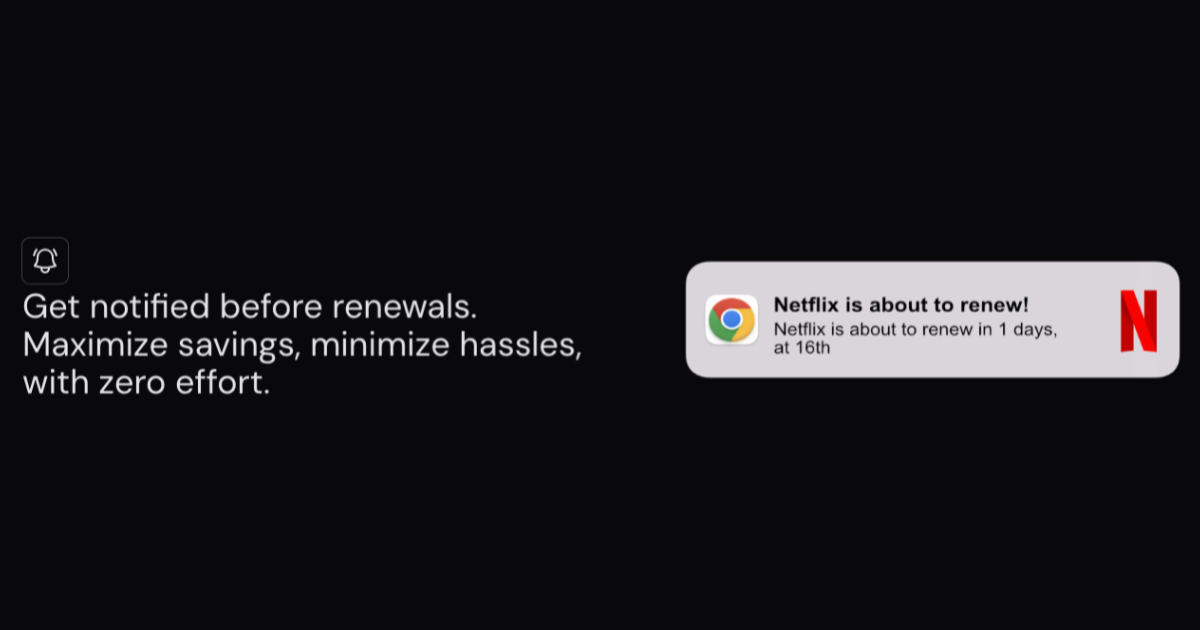 Get notified before renewals.
Maximize savings, minimize hassles,
with zero effort.
Netflix is about to renew!
Netflix is about to renew in 1 days,
at 16th
N